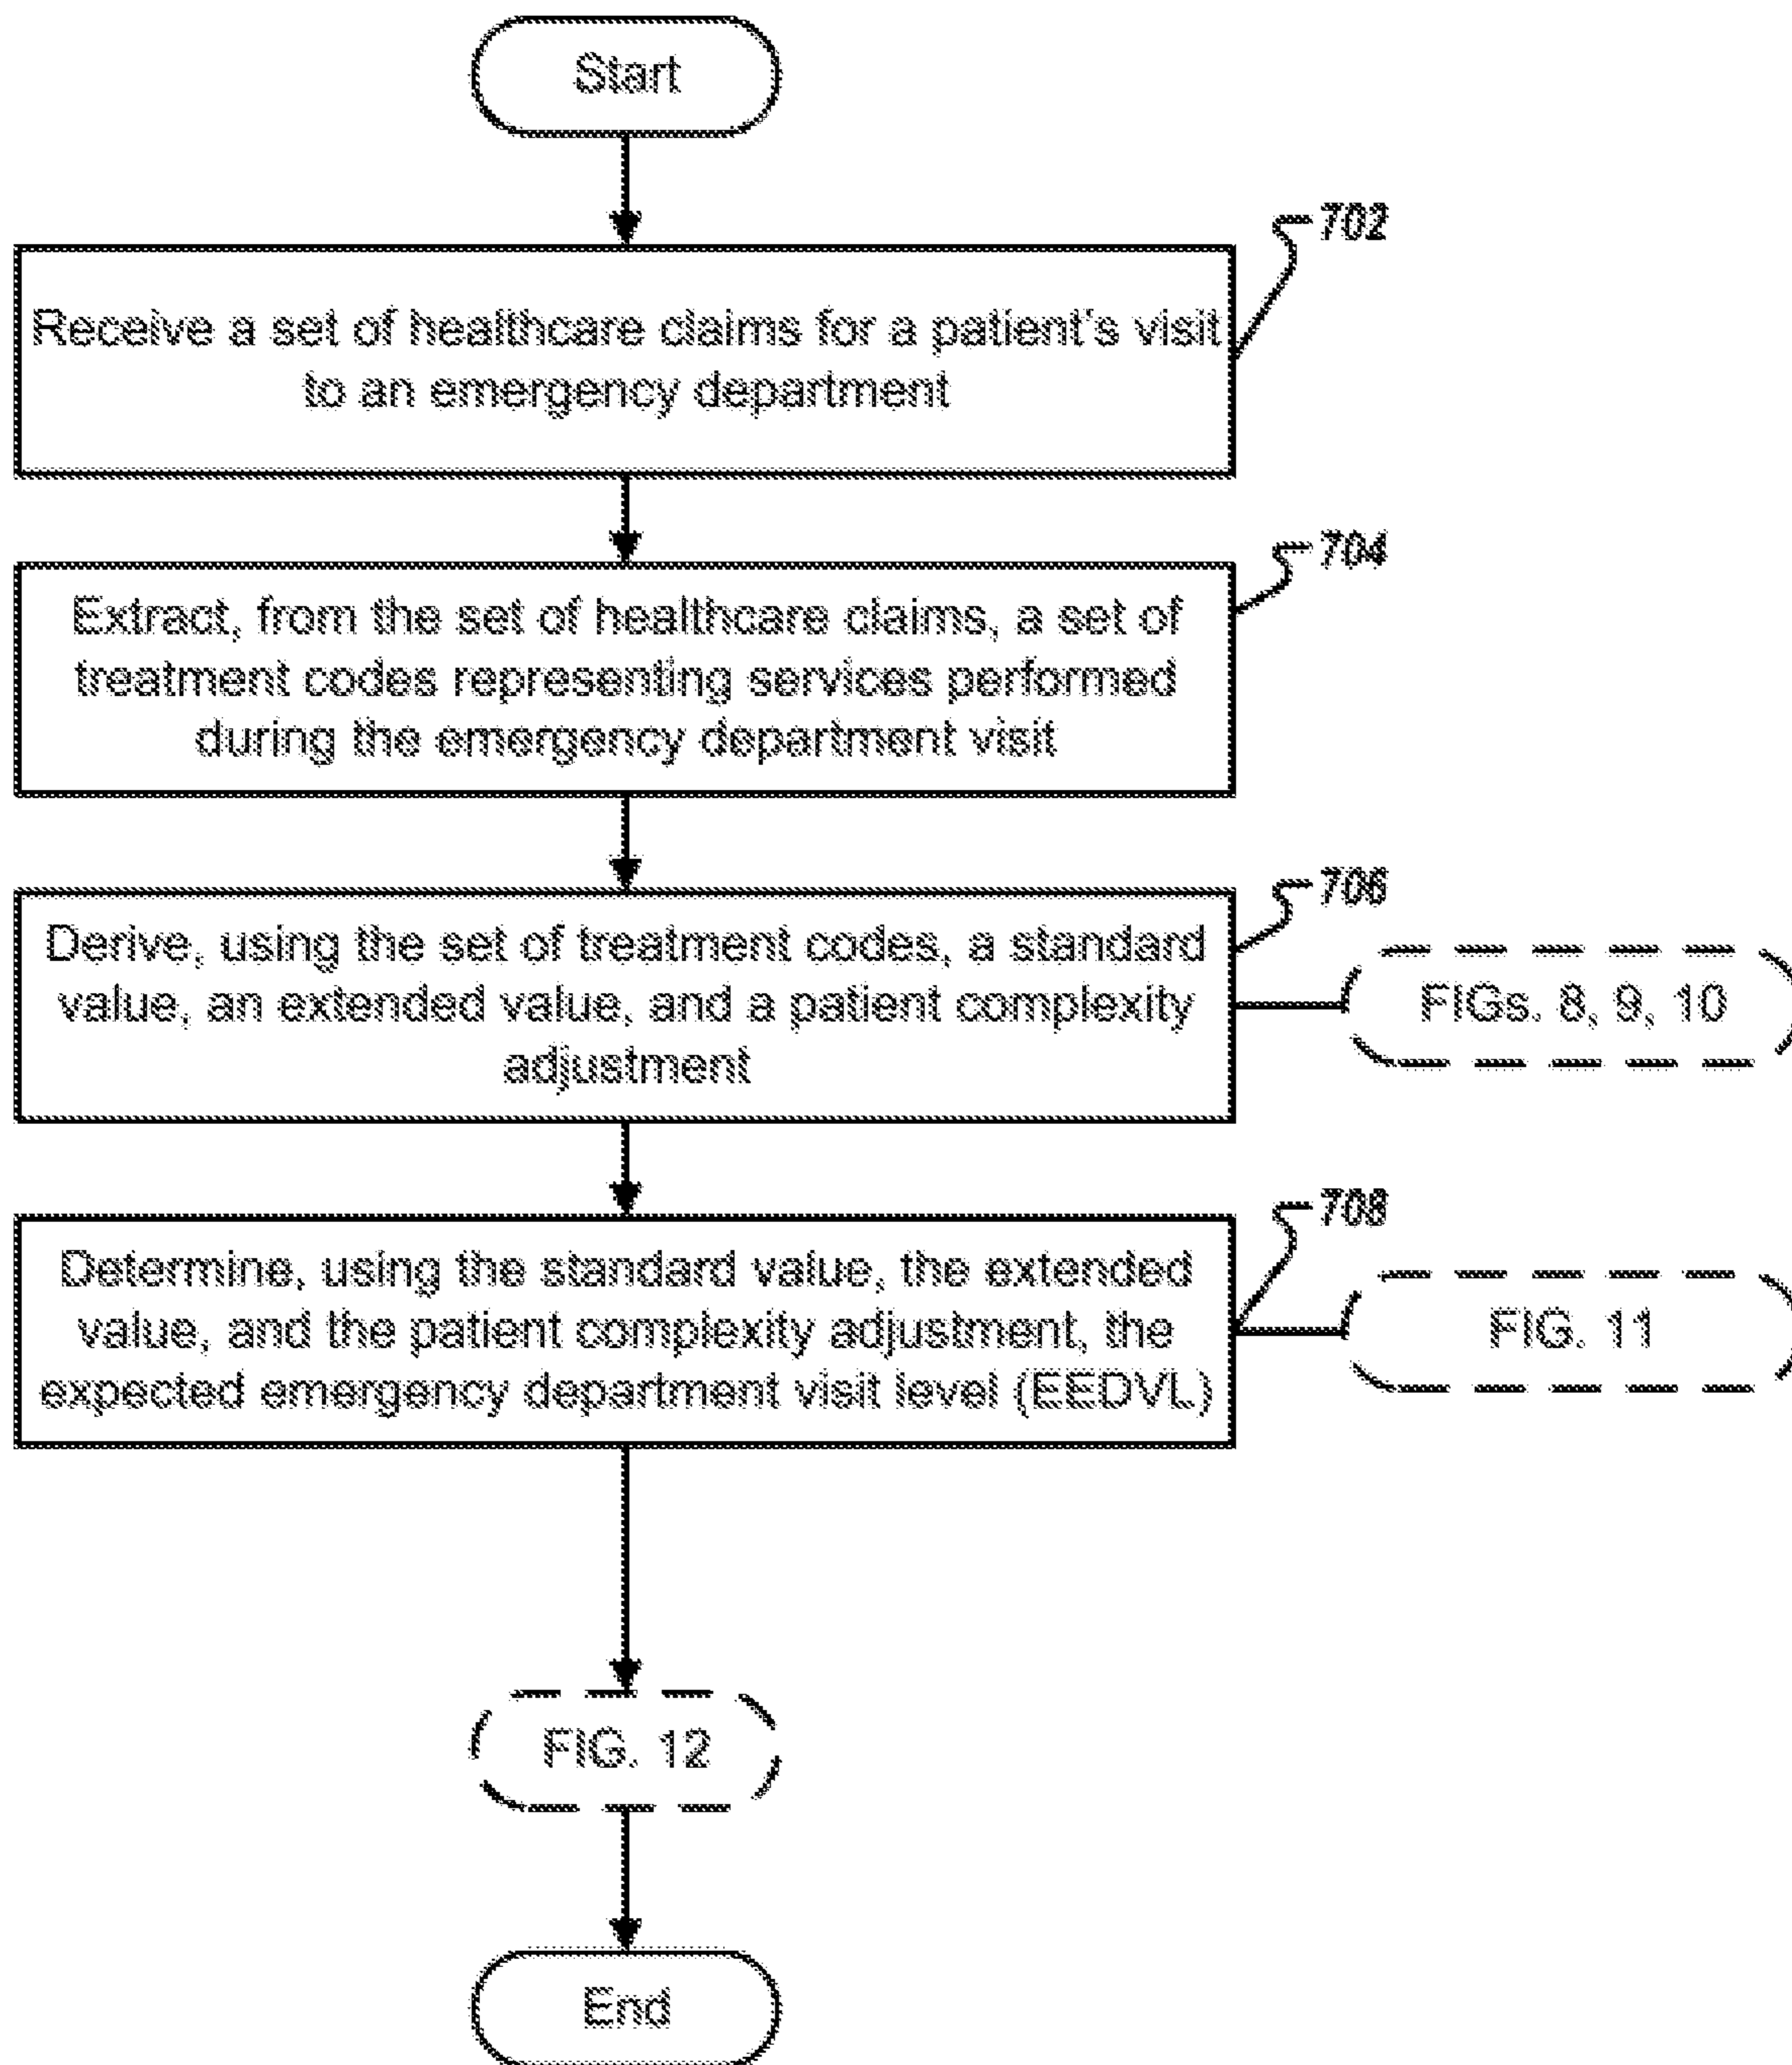 Start
702
Receive a set of healthcare claims for a patient's visit
to an emergency department
704
Extract, from the set of healthcare claims, a set of
treatment codes representing services performed
during the emergency department visit
706
Derive, using the set of treatment codes, a standard
value, an extended value, and a patient complexity
adjustment
FIGs. 8, 9, 10
708
Determine, using the standard value, the extended
value, and the patient complexity adjustment, the
expected emergency department visit level (EEDVL)
FIG. 11
FIG. 12
End